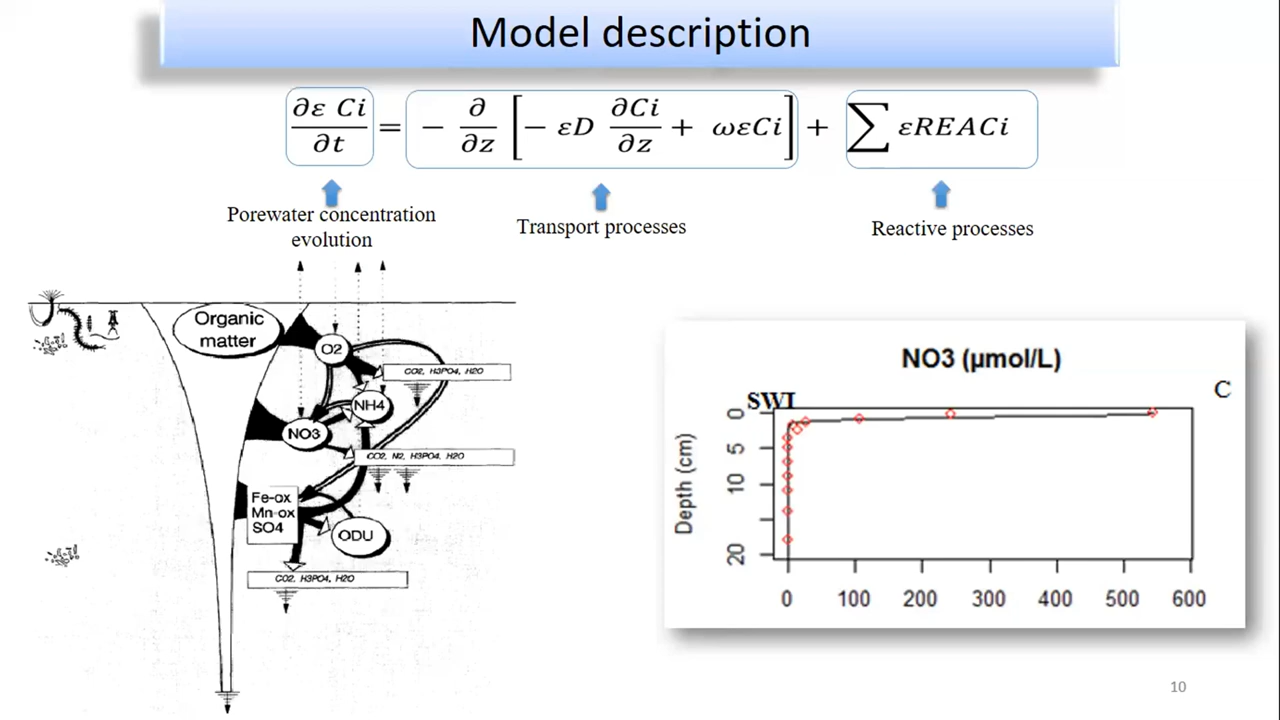 Model description
∂ε Ci / ∂t = − ∂/∂z [− εD ∂Ci/∂z + ωεCi] + ∑ εREACi
Porewater concentration
evolution
Transport processes
Reactive processes
Organic
matter
O2
CO2, H3PO4, H2O
NH4
NO3
CO2, N2, H3PO4, H2O
Fe-ox
Mn-ox
SO4
ODU
CO2, H3PO4, H2O
NO3 (µmol/L)
C
SWI
Depth (cm)
0
5
10
20
0 100 200 300 400 500 600
10